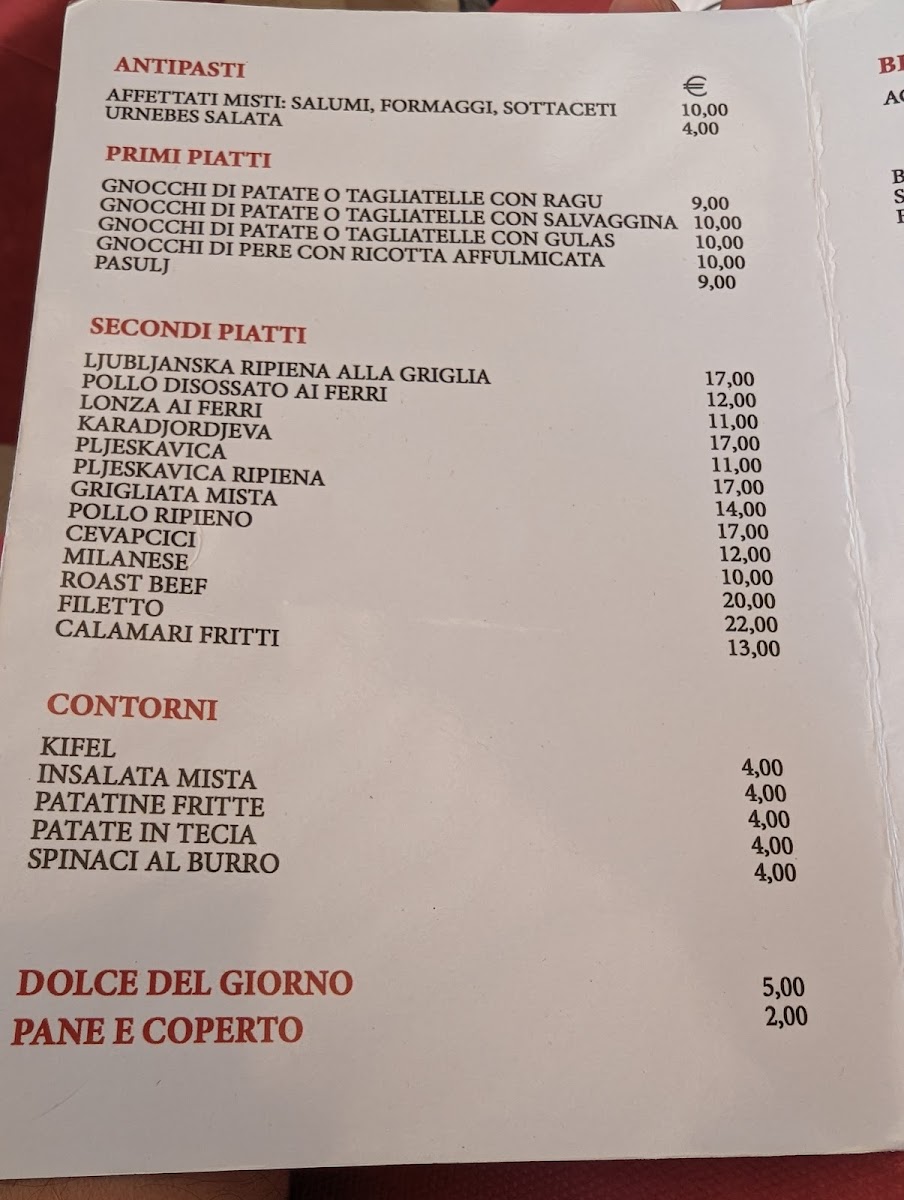 ANTIPASTI
€
AFFETTATI MISTI: SALUMI, FORMAGGI, SOTTACETI 10,00
URNEBES SALATA 4,00
PRIMI PIATTI
GNOCCHI DI PATATE O TAGLIATELLE CON RAGU 9,00
GNOCCHI DI PATATE O TAGLIATELLE CON SALVAGGINA 10,00
GNOCCHI DI PATATE O TAGLIATELLE CON GULAS 10,00
GNOCCHI DI PERE CON RICOTTA AFFULMICATA 10,00
PASULJ 9,00
SECONDI PIATTI
LJUBLJANSKA RIPIENA ALLA GRIGLIA 17,00
POLLO DISOSSATO AI FERRI 12,00
LONZA AI FERRI 11,00
KARADJORDJEVA 17,00
PLJESKAVICA 11,00
PLJESKAVICA RIPIENA 17,00
GRIGLIATA MISTA 14,00
POLLO RIPIENO 17,00
CEVAPCICI 12,00
MILANESE 10,00
ROAST BEEF 20,00
FILETTO 22,00
CALAMARI FRITTI 13,00
CONTORNI
KIFEL 4,00
INSALATA MISTA 4,00
PATATINE FRITTE 4,00
PATATE IN TECIA 4,00
SPINACI AL BURRO 4,00
DOLCE DEL GIORNO 5,00
PANE E COPERTO 2,00